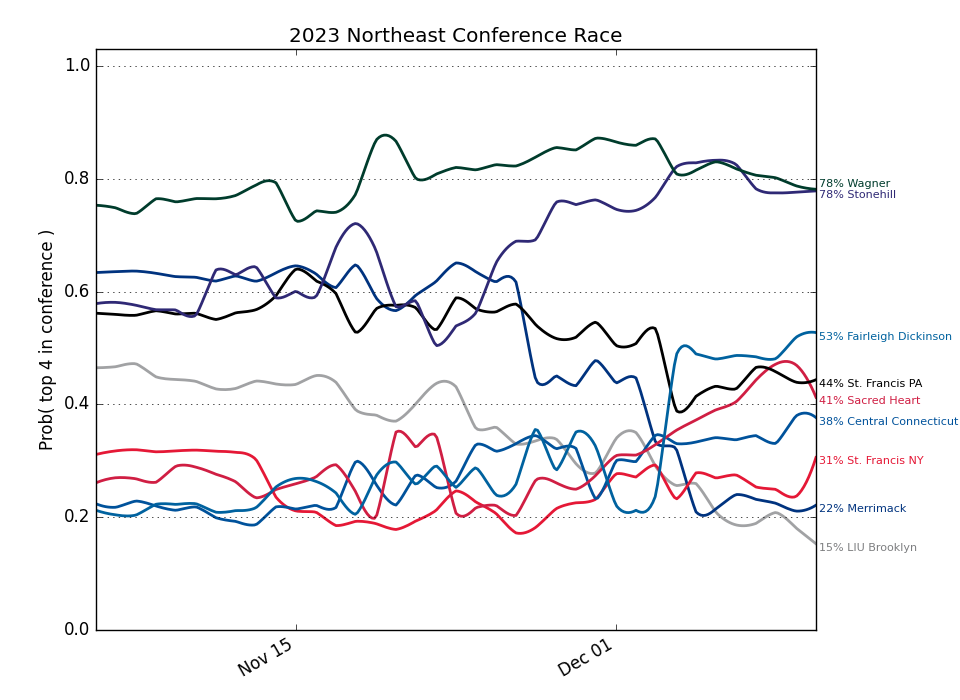 2023 Northeast Conference Race
Prob( top 4 in conference )
1.0
0.8
0.6
0.4
0.2
0.0
Nov 15
Dec 01
78% Wagner
78% Stonehill
53% Fairleigh Dickinson
44% St. Francis PA
41% Sacred Heart
38% Central Connecticut
31% St. Francis NY
22% Merrimack
15% LIU Brooklyn